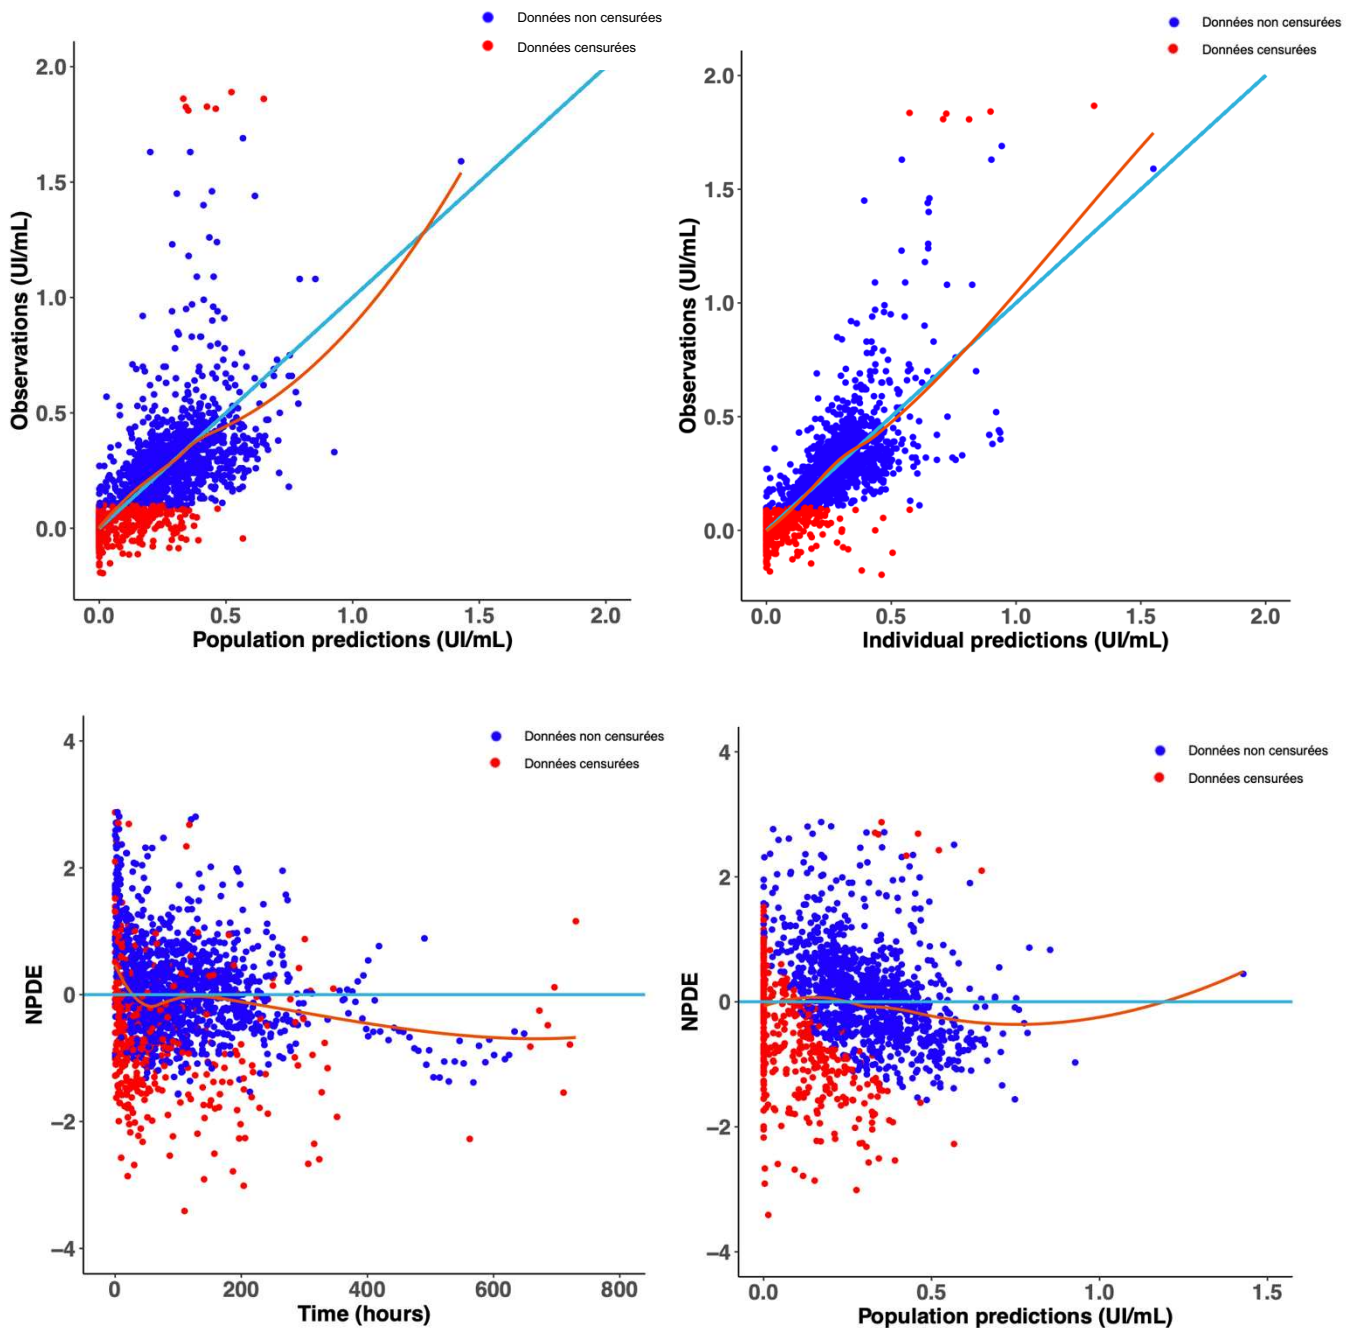 Données non censurées
Données censurées
2.0
1.5
1.0
0.5
0.0
Observations (UI/mL)
0.0 0.5 1.0 1.5 2.0
Population predictions (UI/mL)
Données non censurées
Données censurées
2.0
1.5
1.0
0.5
0.0
Observations (UI/mL)
0.0 0.5 1.0 1.5 2.0
Individual predictions (UI/mL)
Données non censurées
Données censurées
4
2
0
−2
−4
NPDE
0 200 400 600 800
Time (hours)
Données non censurées
Données censurées
4
2
0
−2
−4
NPDE
0.0 0.5 1.0 1.5
Population predictions (UI/mL)